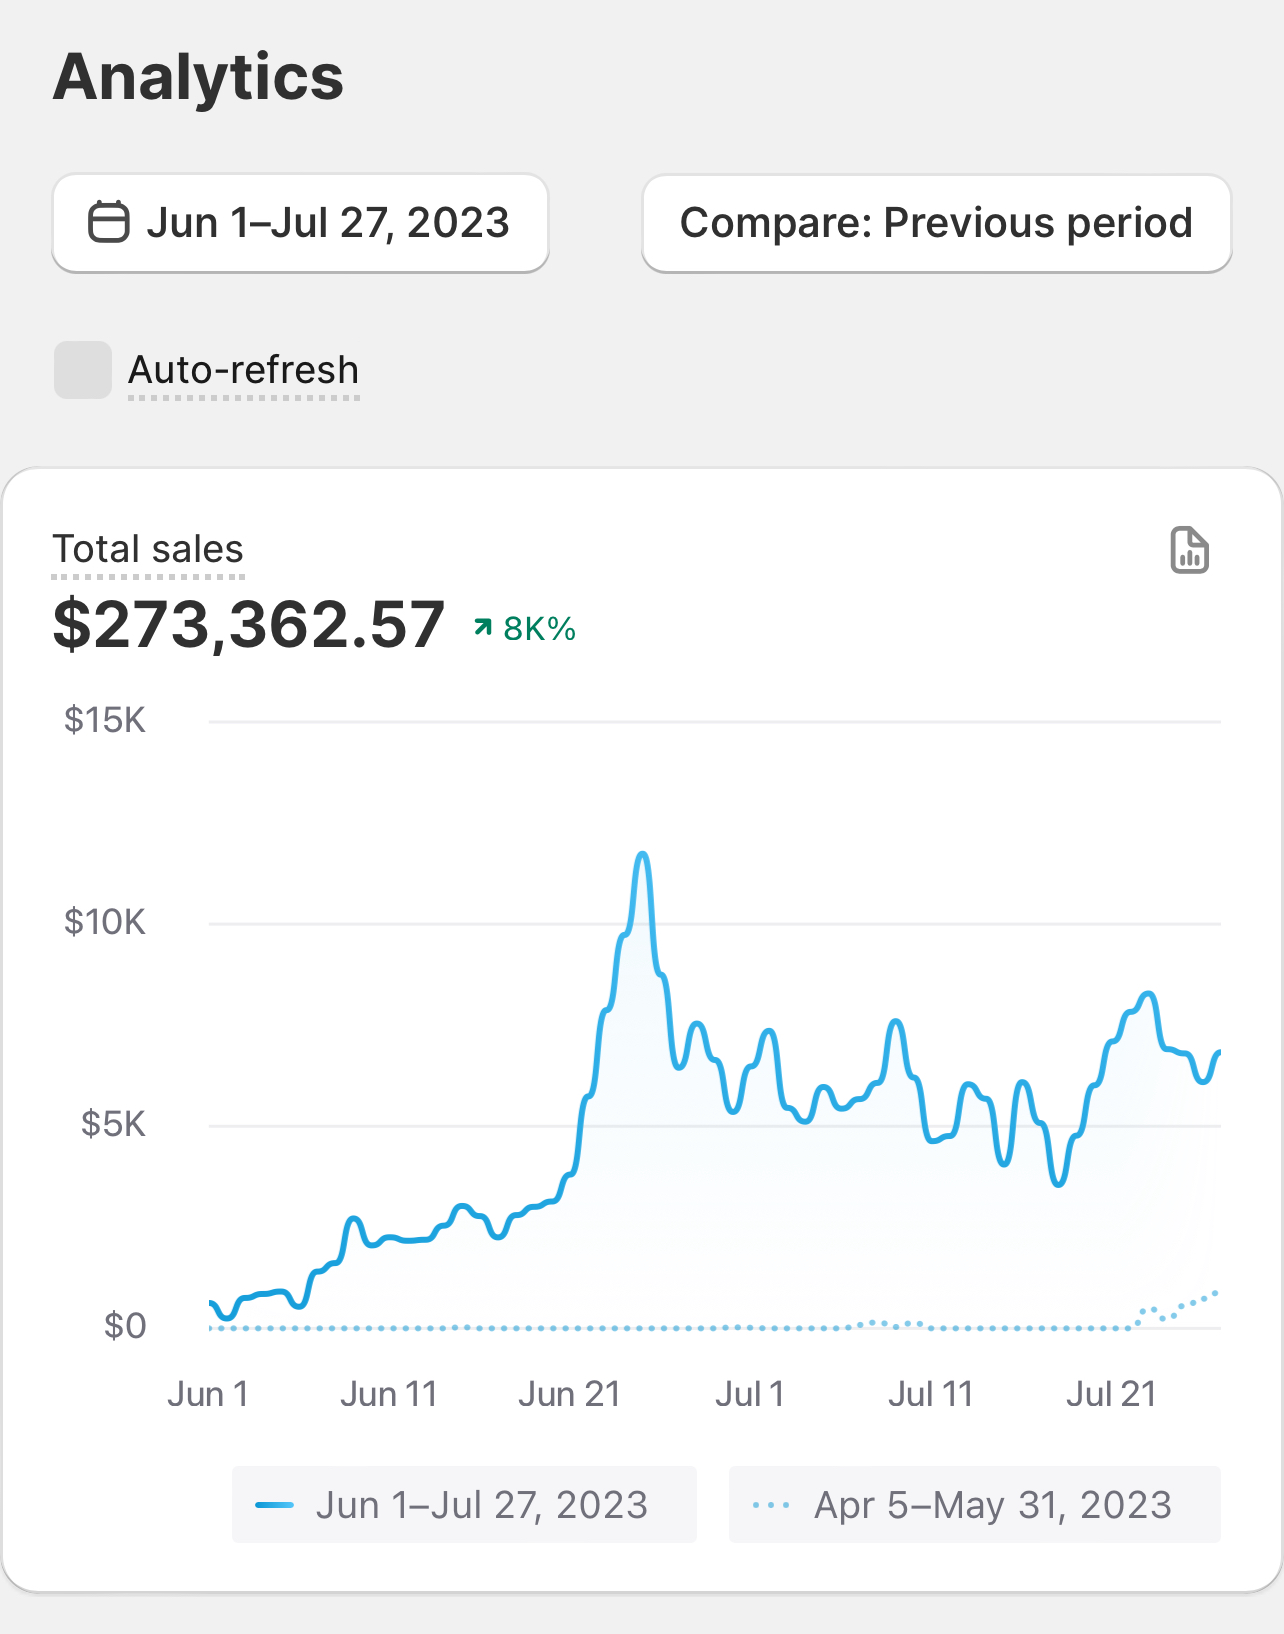 Analytics
Jun 1–Jul 27, 2023
Compare: Previous period
Auto-refresh
Total sales
$273,362.57 8K%
$15K
$10K
$5K
$0
Jun 1 Jun 11 Jun 21 Jul 1 Jul 11 Jul 21
Jun 1–Jul 27, 2023 Apr 5–May 31, 2023